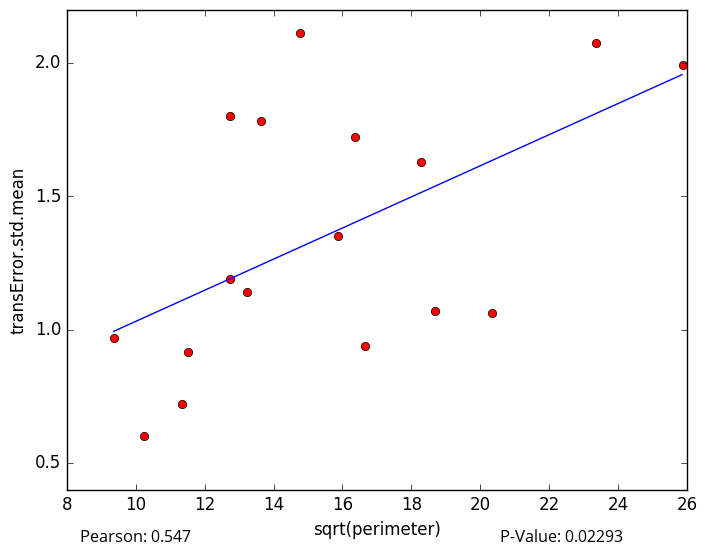 2.0
1.5
1.0
0.5
transError.std.mean
8 10 12 14 16 18 20 22 24 26
sqrt(perimeter)
Pearson: 0.547
P-Value: 0.02293